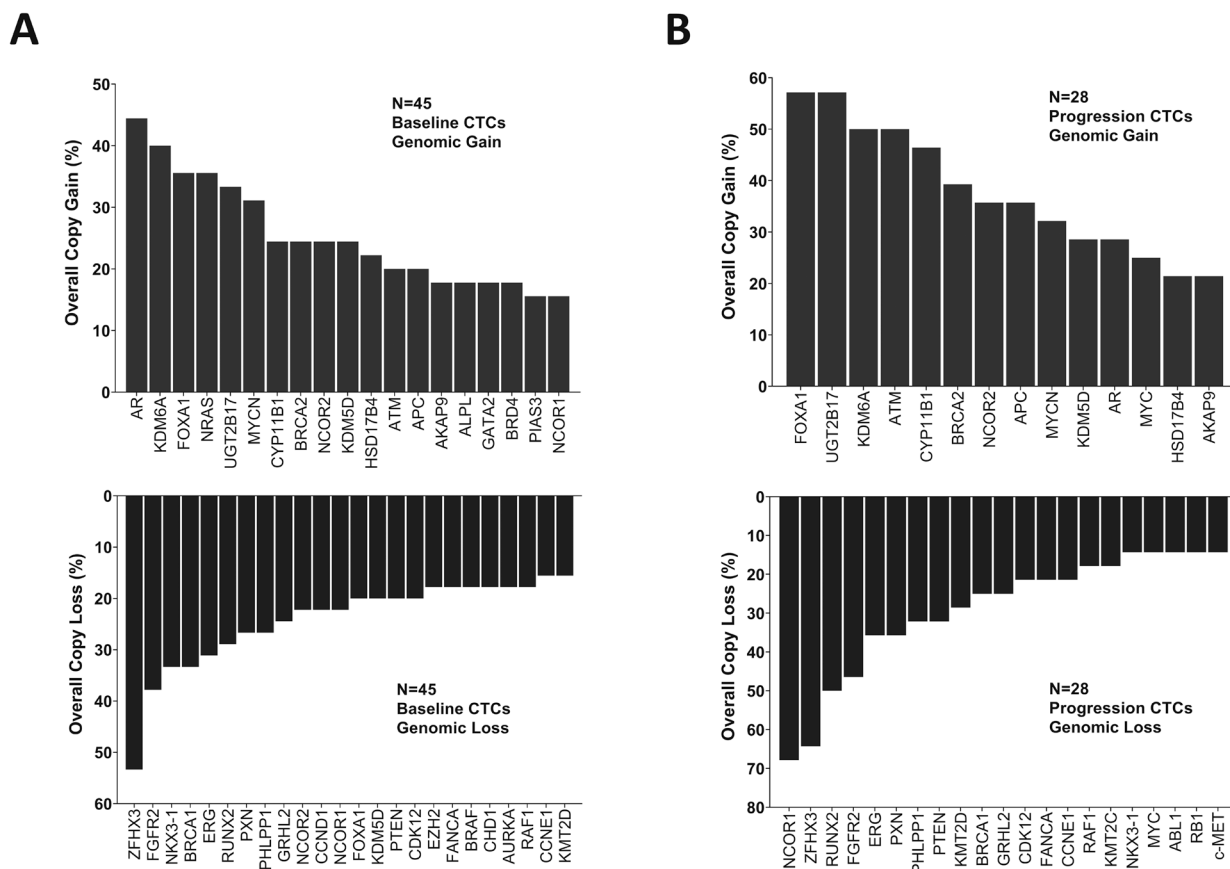 A
50
40
30
20
10
0
Overall Copy Gain (%)
N=45
Baseline CTCs
Genomic Gain
AR
KDM6A
FOXA1
NRAS
UGT2B17
MYCN
CYP11B1
BRCA2
NCOR2
KDM5D
HSD17B4
ATM
APC
AKAP9
ALPL
GATA2
BRD4
PIAS3
NCOR1
0
10
20
30
40
50
60
Overall Copy Loss (%)
N=45
Baseline CTCs
Genomic Loss
ZFHX3
FGFR2
NKX3-1
BRCA1
ERG
RUNX2
PXN
PHLPP1
GRHL2
NCOR2
CCND1
NCOR1
FOXA1
KDM5D
PTEN
CDK12
EZH2
FANCA
BRAF
CHD1
AURKA
RAF1
CCNE1
KMT2D
B
60
50
40
30
20
10
0
Overall Copy Gain (%)
N=28
Progression CTCs
Genomic Gain
FOXA1
UGT2B17
KDM6A
ATM
CYP11B1
BRCA2
NCOR2
APC
MYCN
KDM5D
AR
MYC
HSD17B4
AKAP9
0
10
20
30
40
50
60
70
80
Overall Copy Loss (%)
N=28
Progression CTCs
Genomic Loss
NCOR1
ZFHX3
RUNX2
FGFR2
ERG
PXN
PHLPP1
PTEN
KMT2D
BRCA1
GRHL2
CDK12
FANCA
CCNE1
RAF1
KMT2C
NKX3-1
MYC
ABL1
RB1
c-MET